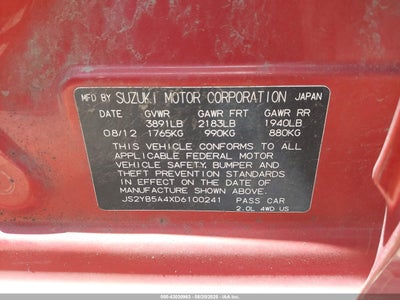 MFD BY SUZUKI MOTOR CORPORATION JAPAN
DATE GVWR GAWR FRT GAWR RR
3891LB 2183LB 1940LB
08/12 1765KG 990KG 880KG
THIS VEHICLE CONFORMS TO ALL
APPLICABLE FEDERAL MOTOR
VEHICLE SAFETY, BUMPER AND
THEFT PREVENTION STANDARDS
IN EFFECT ON THE DATE OF
MANUFACTURE SHOWN ABOVE.
JS2YB5A4XD6100241 PASS CAR
2.0L 4WD US